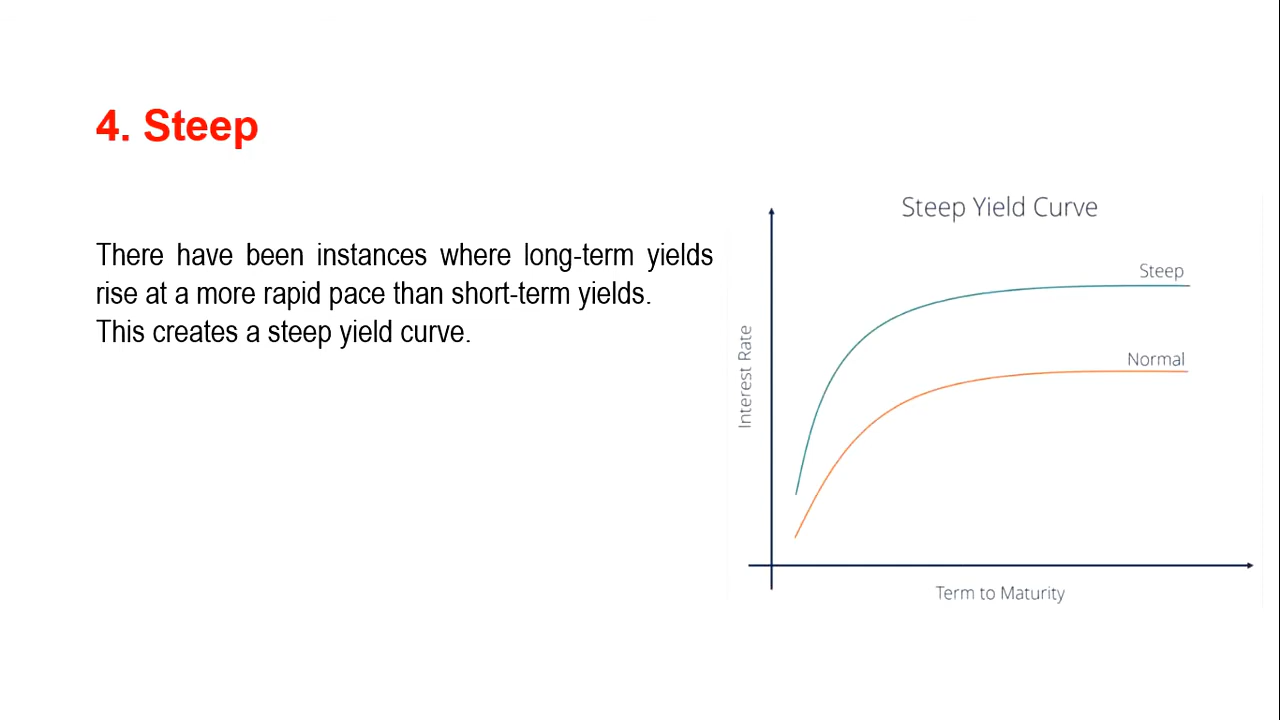 4. Steep
There have been instances where long-term yields
rise at a more rapid pace than short-term yields.
This creates a steep yield curve.
Steep Yield Curve
Steep
Normal
Interest Rate
Term to Maturity